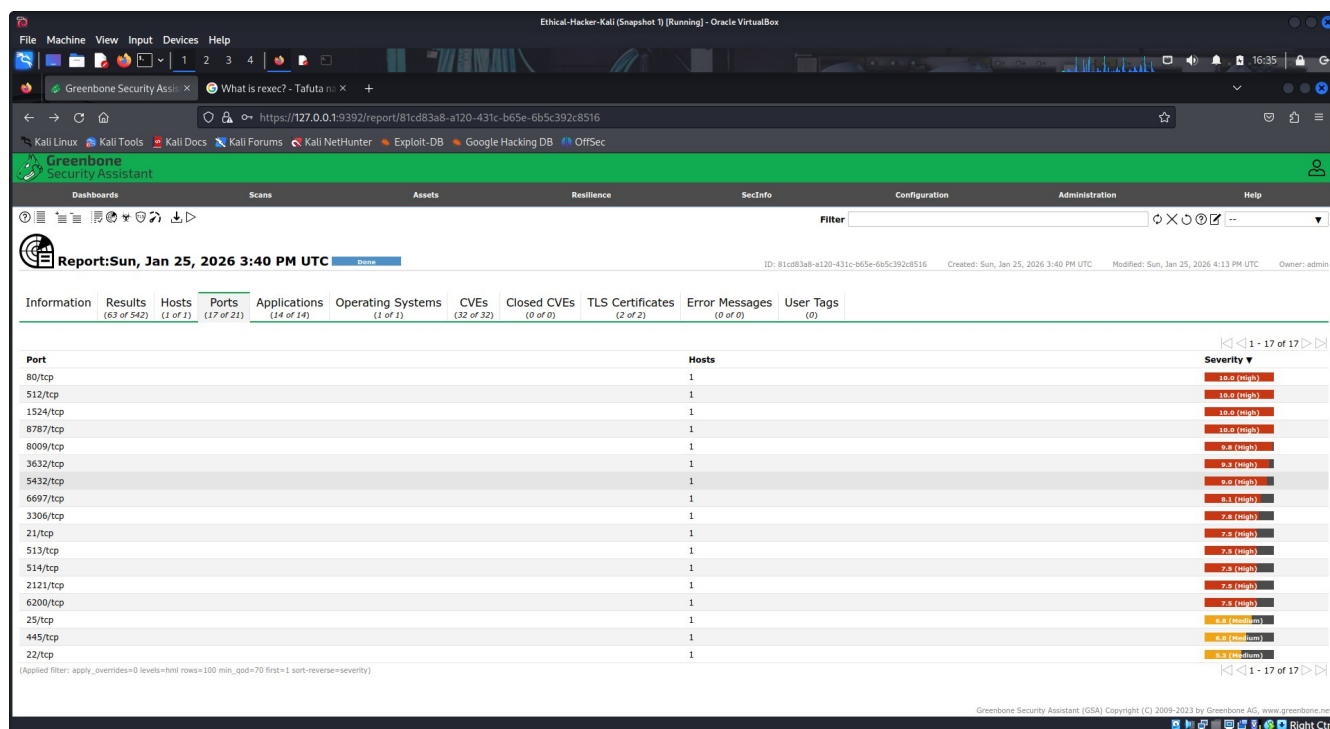 Ethical-Hacker-Kali (Snapshot 1) [Running] - Oracle VirtualBox
File Machine View Input Devices Help
1 2 3 4 16:35
Greenbone Security Assis × What is rexec? - Tafuta na × +
https://127.0.0.1:9392/report/81cd83a8-a120-431c-b65e-6b5c392c8516
Kali Linux Kali Tools Kali Docs Kali Forums Kali NetHunter Exploit-DB Google Hacking DB OffSec
Greenbone
Security Assistant
Dashboards Scans Assets Resilience SecInfo Configuration Administration Help
Filter --
Report:Sun, Jan 25, 2026 3:40 PM UTC Done ID: 81cd83a8-a120-431c-b65e-6b5c392c8516 Created: Sun, Jan 25, 2026 3:40 PM UTC Modified: Sun, Jan 25, 2026 4:13 PM UTC Owner: admin
Information Results Hosts Ports Applications Operating Systems CVEs Closed CVEs TLS Certificates Error Messages User Tags
(63 of 542) (1 of 1) (17 of 21) (14 of 14) (1 of 1) (32 of 32) (0 of 0) (2 of 2) (0 of 0) (0)
1 - 17 of 17
Port Hosts Severity ▼
80/tcp 1 10.0 (High)
512/tcp 1 10.0 (High)
1524/tcp 1 10.0 (High)
8787/tcp 1 10.0 (High)
8009/tcp 1 9.8 (High)
3632/tcp 1 9.3 (High)
5432/tcp 1 9.0 (High)
6697/tcp 1 8.1 (High)
3306/tcp 1 7.8 (High)
21/tcp 1 7.5 (High)
513/tcp 1 7.5 (High)
514/tcp 1 7.5 (High)
2121/tcp 1 7.5 (High)
6200/tcp 1 7.5 (High)
25/tcp 1 6.8 (Medium)
445/tcp 1 6.0 (Medium)
22/tcp 1 5.3 (Medium)
(Applied filter: apply_overrides=0 levels=hml rows=100 min_qod=70 first=1 sort-reverse=severity) 1 - 17 of 17
Greenbone Security Assistant (GSA) Copyright (C) 2009-2023 by Greenbone AG, www.greenbone.ne
Right Ctr